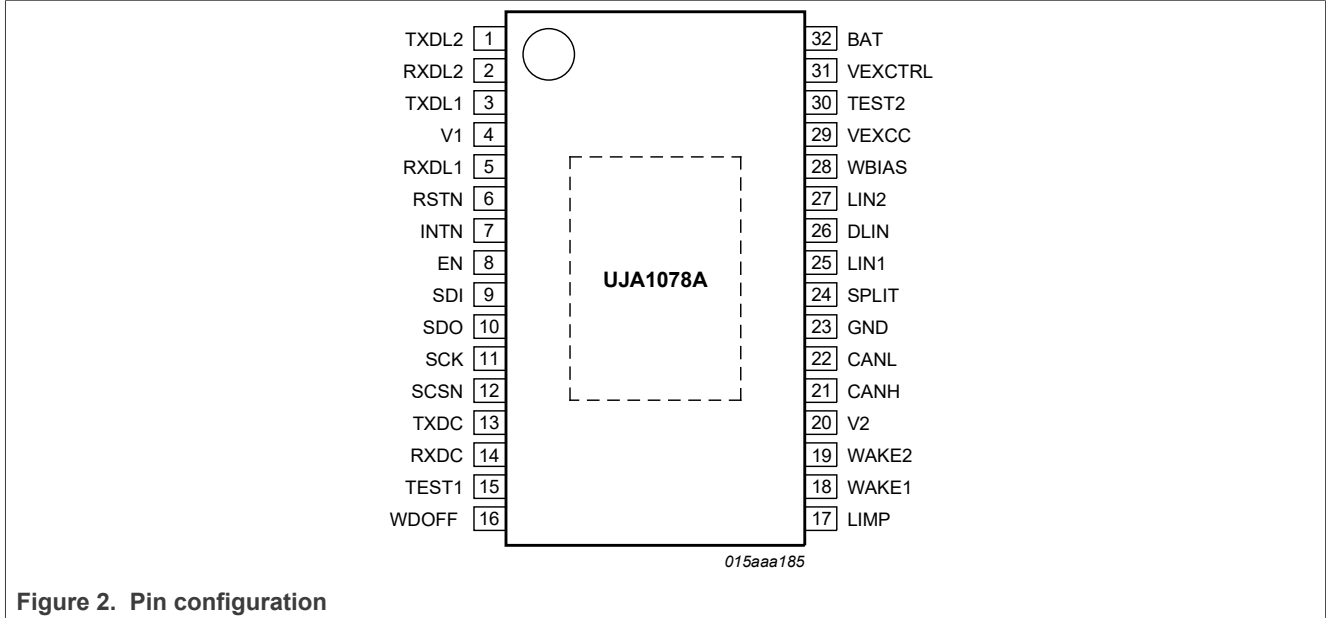 TXDL2 1 32 BAT
RXDL2 2 31 VEXCTRL
TXDL1 3 30 TEST2
V1 4 29 VEXCC
RXDL1 5 28 WBIAS
RSTN 6 27 LIN2
INTN 7 26 DLIN
EN 8 25 LIN1
UJA1078A
SDI 9 24 SPLIT
SDO 10 23 GND
SCK 11 22 CANL
SCSN 12 21 CANH
TXDC 13 20 V2
RXDC 14 19 WAKE2
TEST1 15 18 WAKE1
WDOFF 16 17 LIMP
015aaa185
Figure 2. Pin configuration